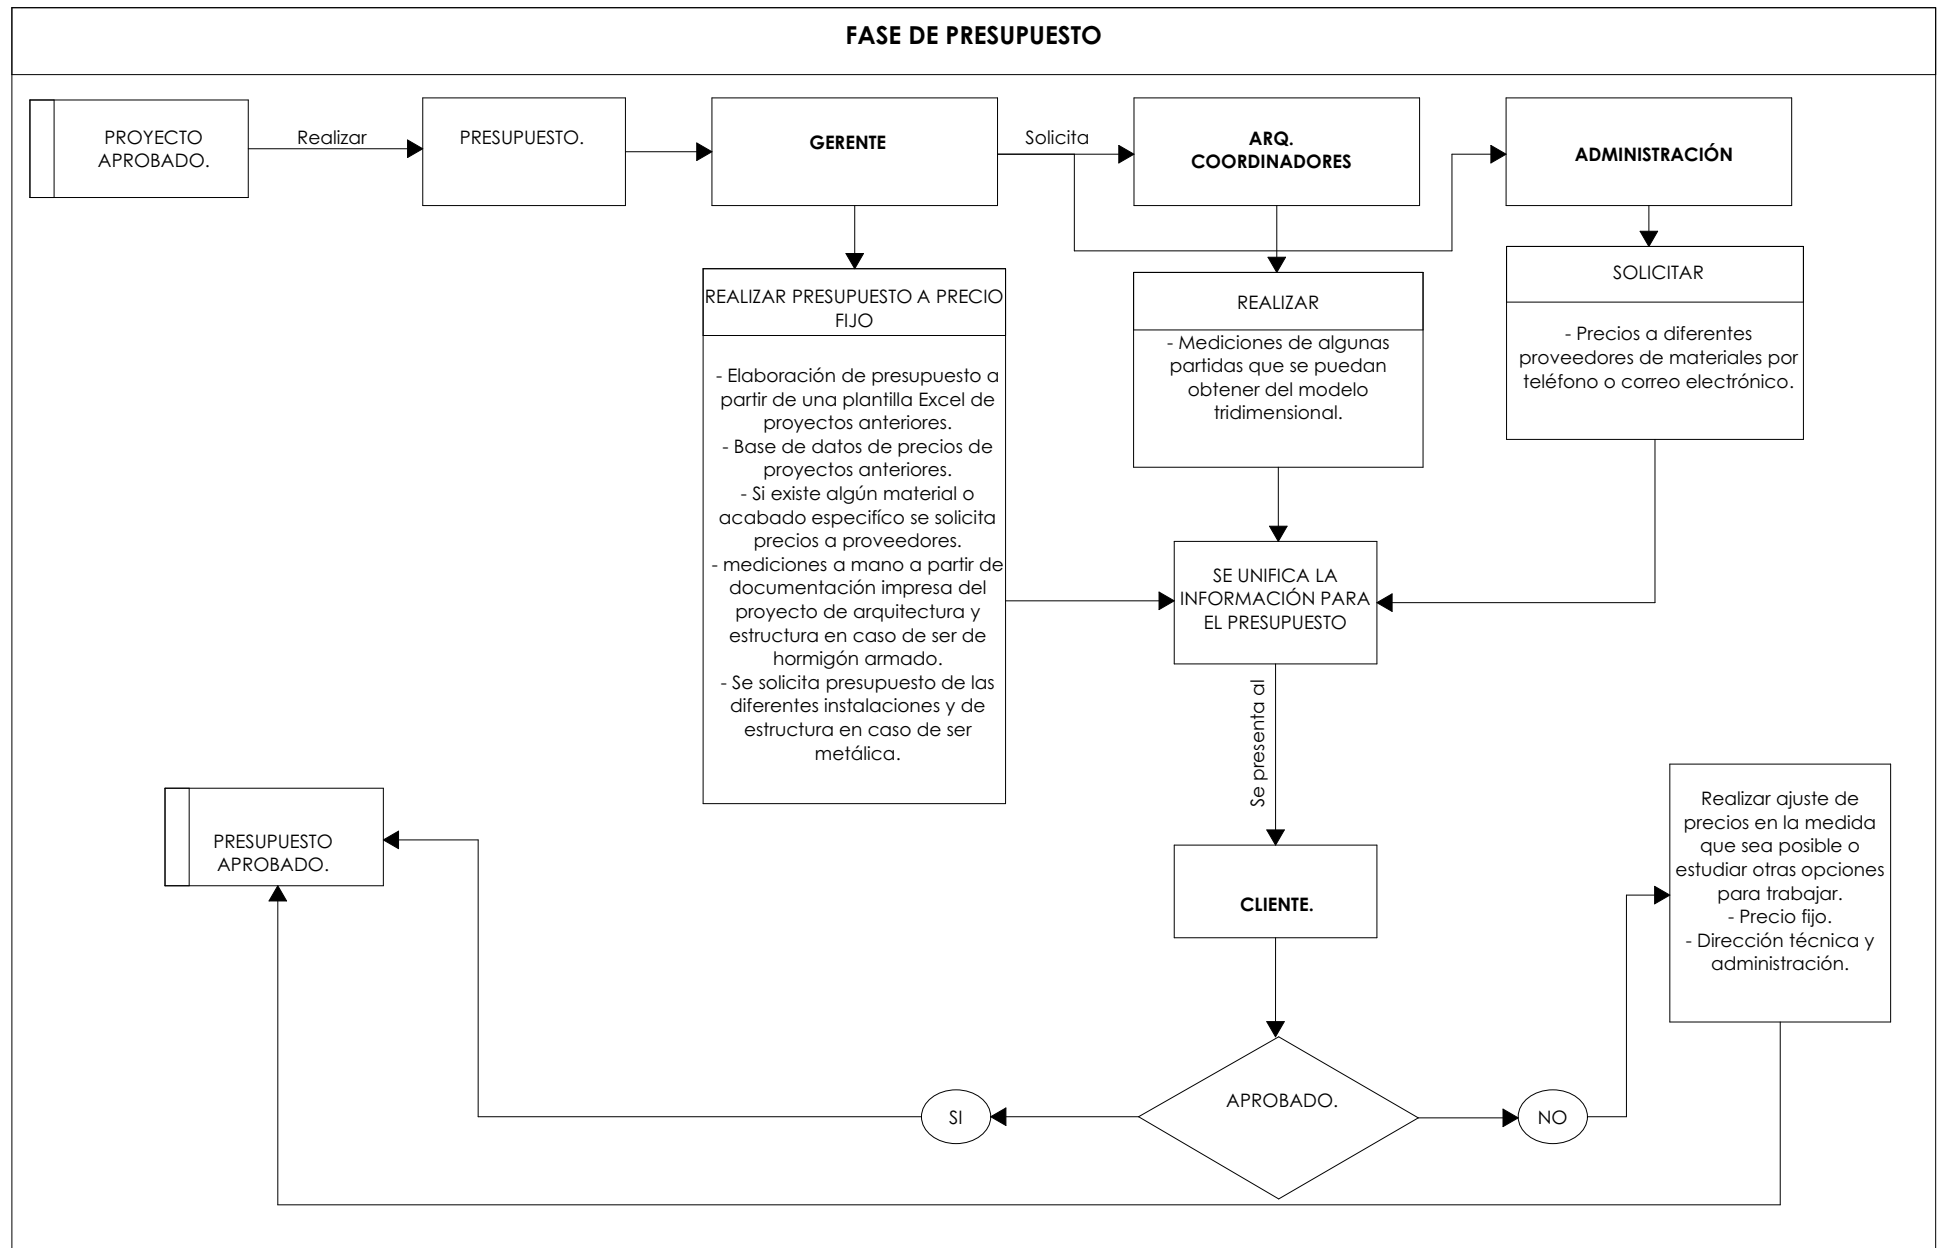 FASE DE PRESUPUESTO
PROYECTO
APROBADO.
Realizar
PRESUPUESTO.
GERENTE
Solicita
ARQ.
COORDINADORES
ADMINISTRACIÓN
REALIZAR PRESUPUESTO A PRECIO
FIJO
- Elaboración de presupuesto a
partir de una plantilla Excel de
proyectos anteriores.
- Base de datos de precios de
proyectos anteriores.
- Si existe algún material o
acabado especifíco se solicita
precios a proveedores.
- mediciones a mano a partir de
documentación impresa del
proyecto de arquitectura y
estructura en caso de ser de
hormigón armado.
- Se solicita presupuesto de las
diferentes instalaciones y de
estructura en caso de ser
metálica.
REALIZAR
- Mediciones de algunas
partidas que se puedan
obtener del modelo
tridimensional.
SOLICITAR
- Precios a diferentes
proveedores de materiales por
teléfono o correo electrónico.
SE UNIFICA LA
INFORMACIÓN PARA
EL PRESUPUESTO
Se presenta al
CLIENTE.
APROBADO.
SI
NO
Realizar ajuste de
precios en la medida
que sea posible o
estudiar otras opciones
para trabajar.
- Precio fijo.
- Dirección técnica y
administración.
PRESUPUESTO
APROBADO.